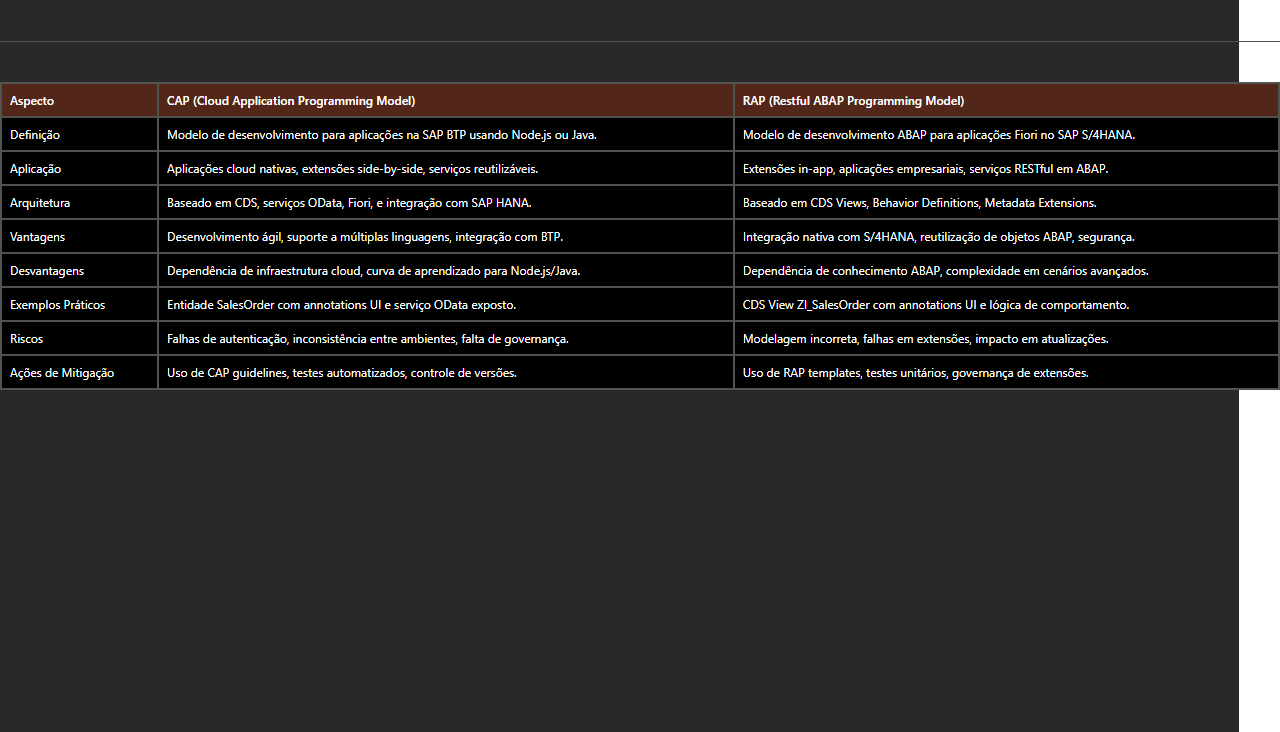 Aspecto CAP (Cloud Application Programming Model) RAP (Restful ABAP Programming Model)
Definição Modelo de desenvolvimento para aplicações na SAP BTP usando Node.js ou Java. Modelo de desenvolvimento ABAP para aplicações Fiori no SAP S/4HANA.
Aplicação Aplicações cloud nativas, extensões side-by-side, serviços reutilizáveis. Extensões in-app, aplicações empresariais, serviços RESTful em ABAP.
Arquitetura Baseado em CDS, serviços OData, Fiori, e integração com SAP HANA. Baseado em CDS Views, Behavior Definitions, Metadata Extensions.
Vantagens Desenvolvimento ágil, suporte a múltiplas linguagens, integração com BTP. Integração nativa com S/4HANA, reutilização de objetos ABAP, segurança.
Desvantagens Dependência de infraestrutura cloud, curva de aprendizado para Node.js/Java. Dependência de conhecimento ABAP, complexidade em cenários avançados.
Exemplos Práticos Entidade SalesOrder com annotations UI e serviço OData exposto. CDS View ZI_SalesOrder com annotations UI e lógica de comportamento.
Riscos Falhas de autenticação, inconsistência entre ambientes, falta de governança. Modelagem incorreta, falhas em extensões, impacto em atualizações.
Ações de Mitigação Uso de CAP guidelines, testes automatizados, controle de versões. Uso de RAP templates, testes unitários, governança de extensões.